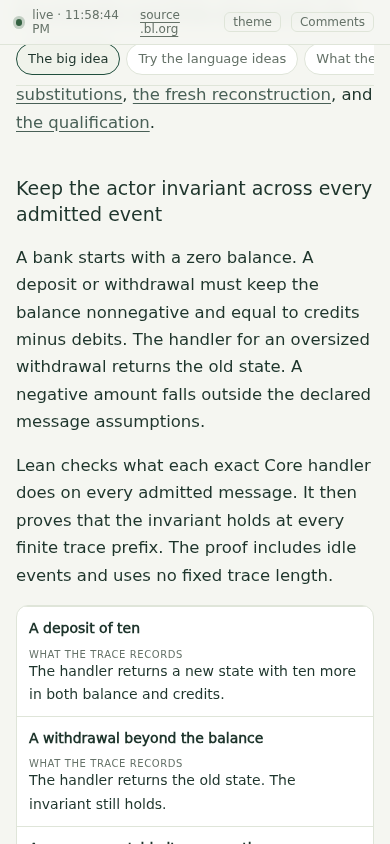 live · 11:58:44 PM
source.bl.org
theme
Comments
The big idea
Try the language ideas
What the
substitutions, the fresh reconstruction, and
the qualification.
Keep the actor invariant across every
admitted event
A bank starts with a zero balance. A
deposit or withdrawal must keep the
balance nonnegative and equal to credits
minus debits. The handler for an oversized
withdrawal returns the old state. A
negative amount falls outside the declared
message assumptions.
Lean checks what each exact Core handler
does on every admitted message. It then
proves that the invariant holds at every
finite trace prefix. The proof includes idle
events and uses no fixed trace length.
A deposit of ten
WHAT THE TRACE RECORDS
The handler returns a new state with ten more
in both balance and credits.
A withdrawal beyond the balance
WHAT THE TRACE RECORDS
The handler returns the old state. The
invariant still holds.